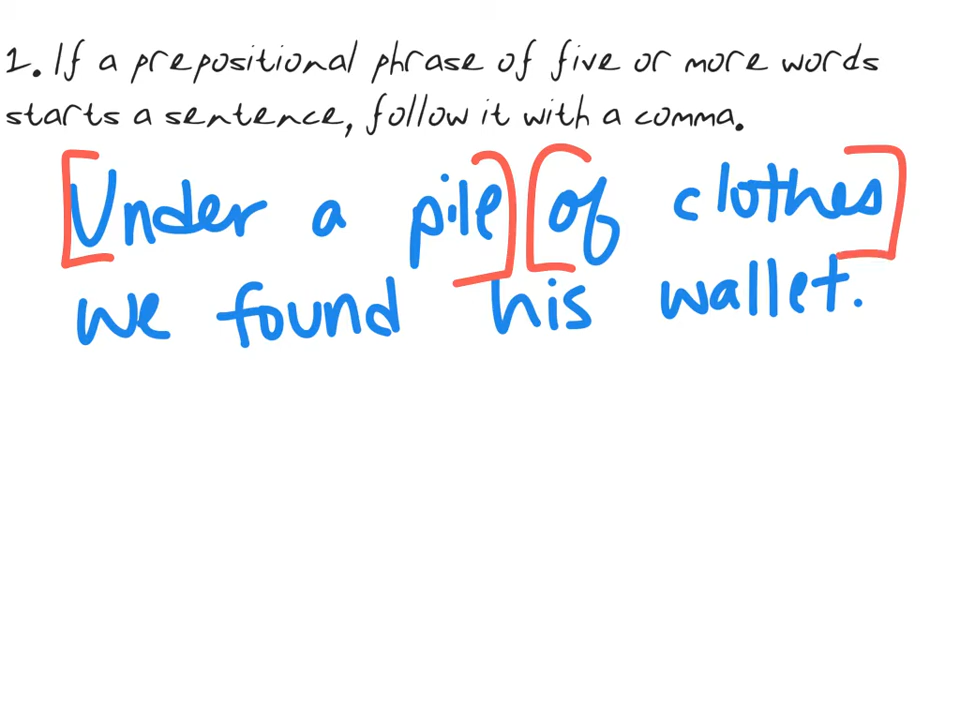 1. If a prepositional phrase of five or more words
starts a sentence, follow it with a comma.
[Under a pile] [of clothes]
we found his wallet.